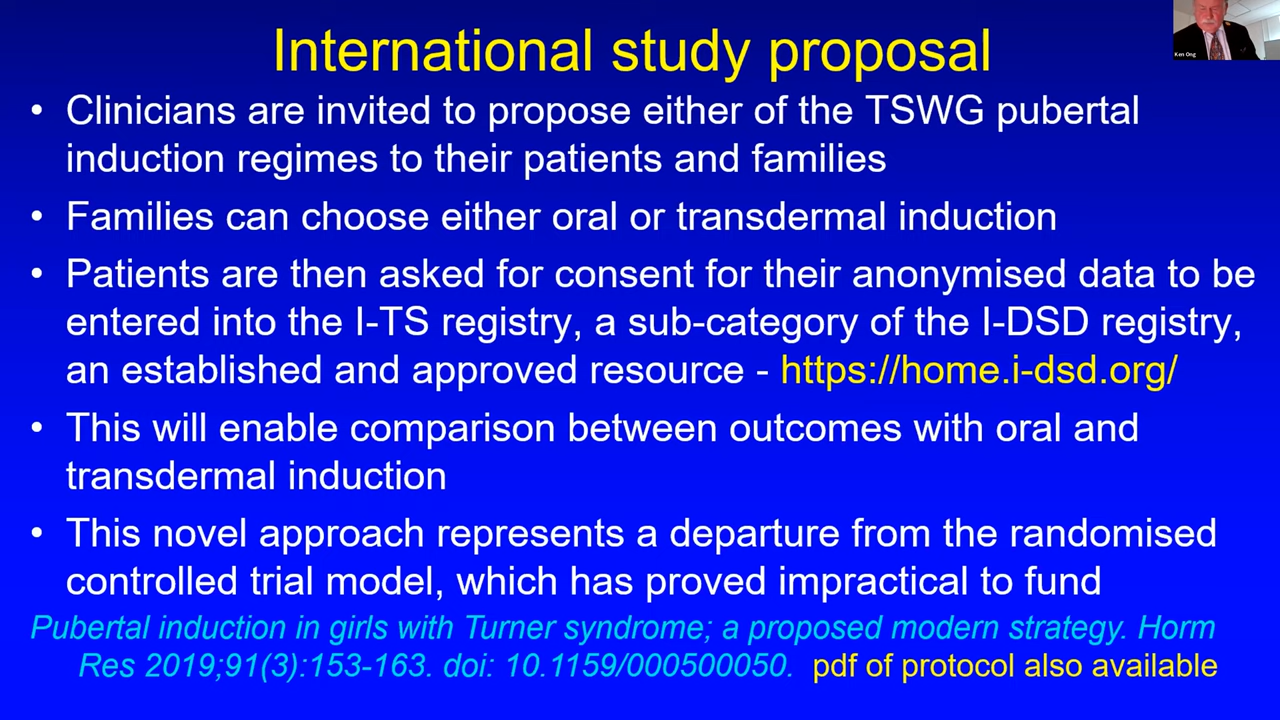 International study proposal
Ken Ong
• Clinicians are invited to propose either of the TSWG pubertal
induction regimes to their patients and families
• Families can choose either oral or transdermal induction
• Patients are then asked for consent for their anonymised data to be
entered into the I-TS registry, a sub-category of the I-DSD registry,
an established and approved resource - https://home.i-dsd.org/
• This will enable comparison between outcomes with oral and
transdermal induction
• This novel approach represents a departure from the randomised
controlled trial model, which has proved impractical to fund
Pubertal induction in girls with Turner syndrome; a proposed modern strategy. Horm
Res 2019;91(3):153-163. doi: 10.1159/000500050. pdf of protocol also available